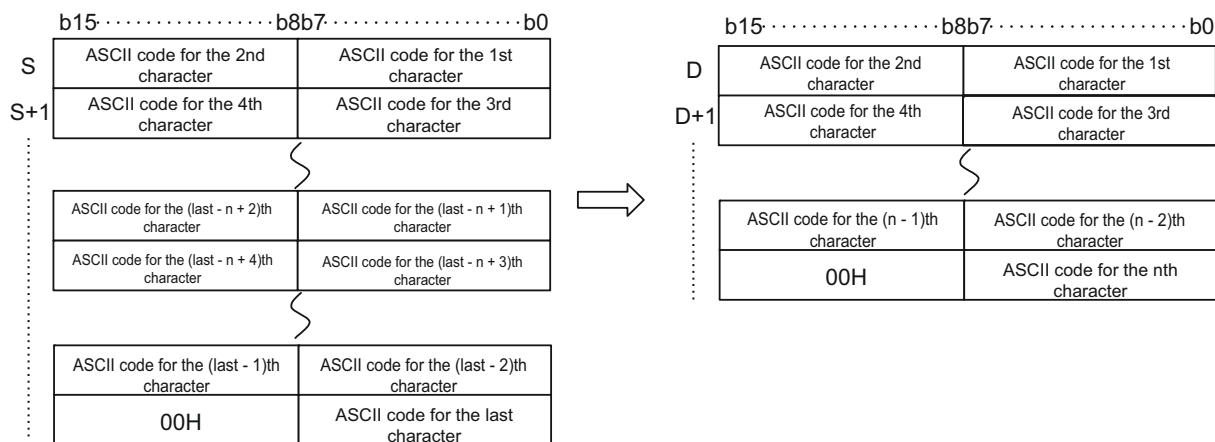 b15 · · · · · · · · · · · · · · b8b7· · · · · · · · · · · · · · · · · b0
S
ASCII code for the 2nd
character
ASCII code for the 1st
character
S+1
ASCII code for the 4th
character
ASCII code for the 3rd
character
ASCII code for the (last - n + 2)th
character
ASCII code for the (last - n + 1)th
character
ASCII code for the (last - n + 4)th
character
ASCII code for the (last - n + 3)th
character
ASCII code for the (last - 1)th
character
ASCII code for the (last - 2)th
character
00H
ASCII code for the last
character
b15 · · · · · · · · · · · · · · b8b7· · · · · · · · · · · · · · · · · b0
D
ASCII code for the 2nd
character
ASCII code for the 1st
character
D+1
ASCII code for the 4th
character
ASCII code for the 3rd
character
ASCII code for the (n - 1)th
character
ASCII code for the (n - 2)th
character
00H
ASCII code for the nth
character